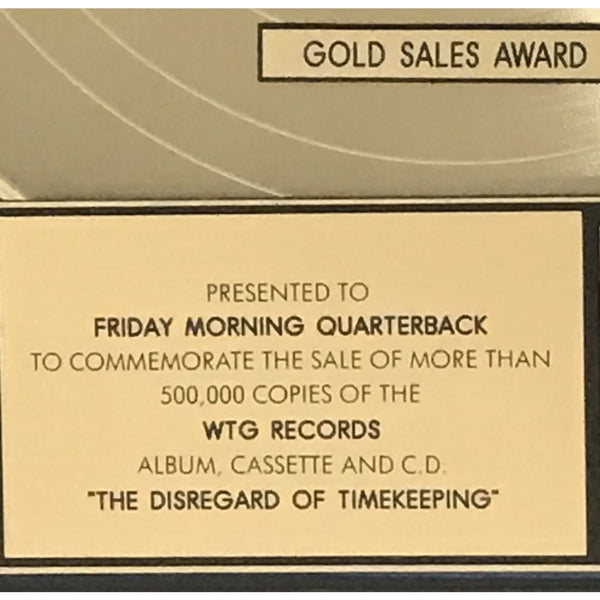 GOLD SALES AWARD
PRESENTED TO
FRIDAY MORNING QUARTERBACK
TO COMMEMORATE THE SALE OF MORE THAN
500,000 COPIES OF THE
WTG RECORDS
ALBUM, CASSETTE AND C.D.
"THE DISREGARD OF TIMEKEEPING"